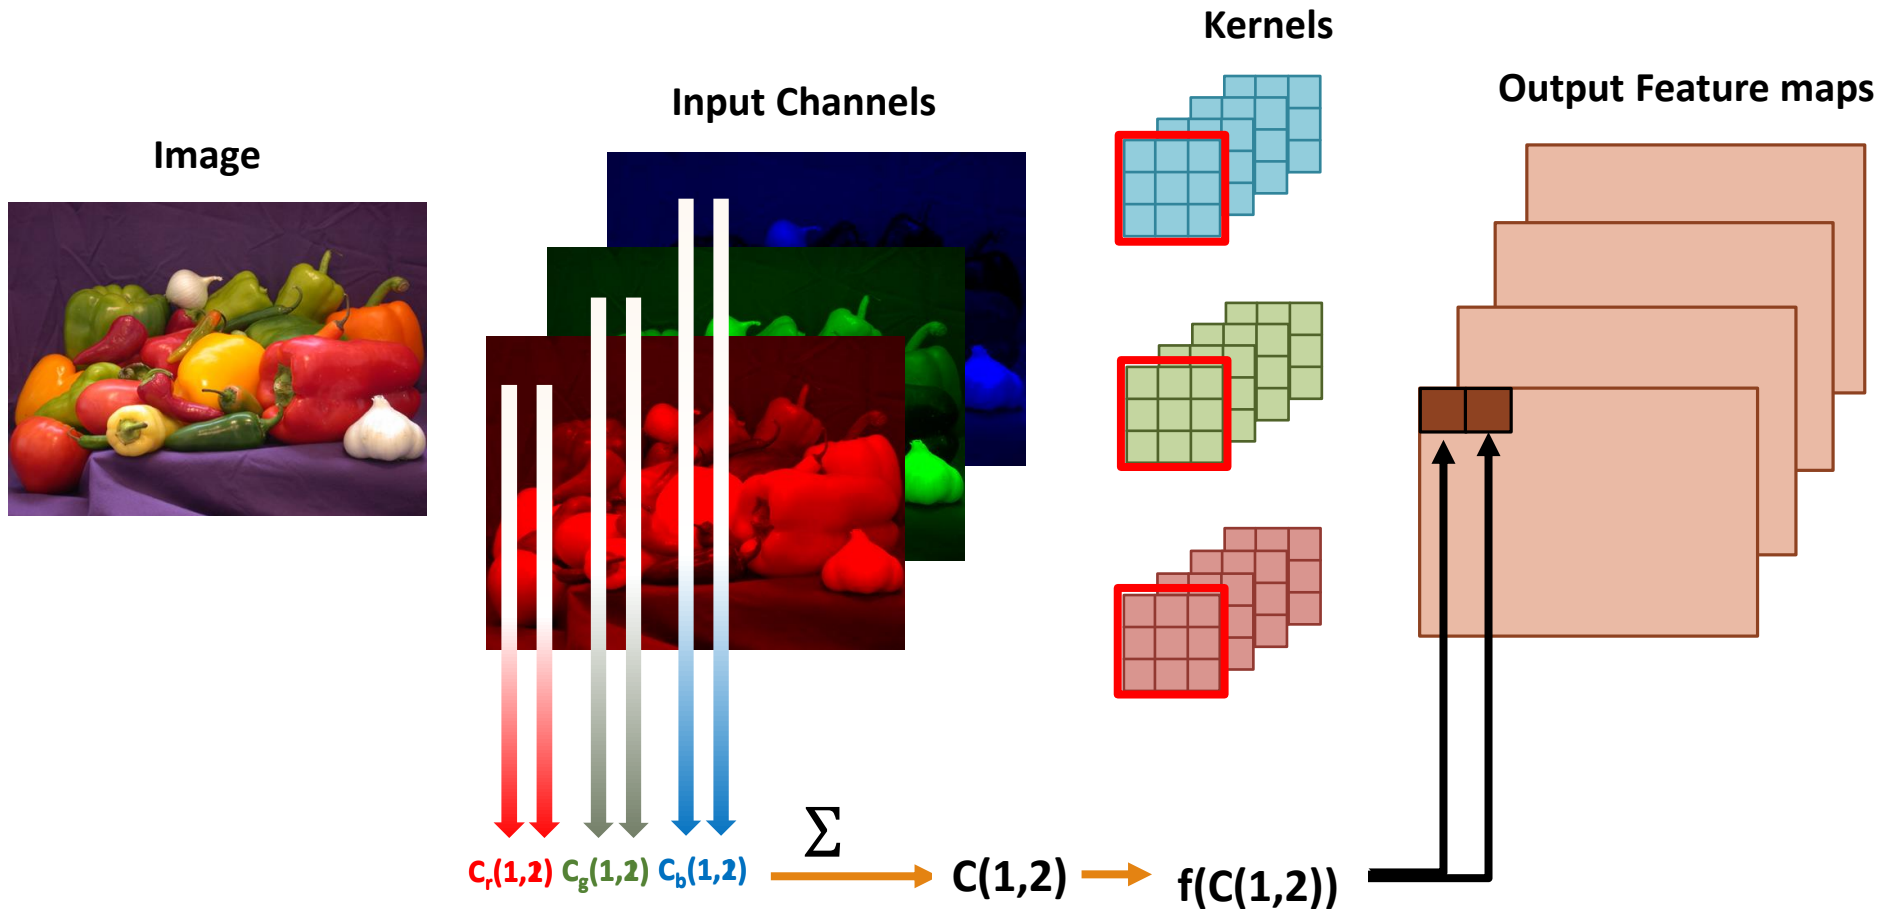 Kernels
Input Channels
Output Feature maps
Image
∑
Cr(1,2) Cg(1,2) Cb(1,2)
C(1,2)
f(C(1,2))